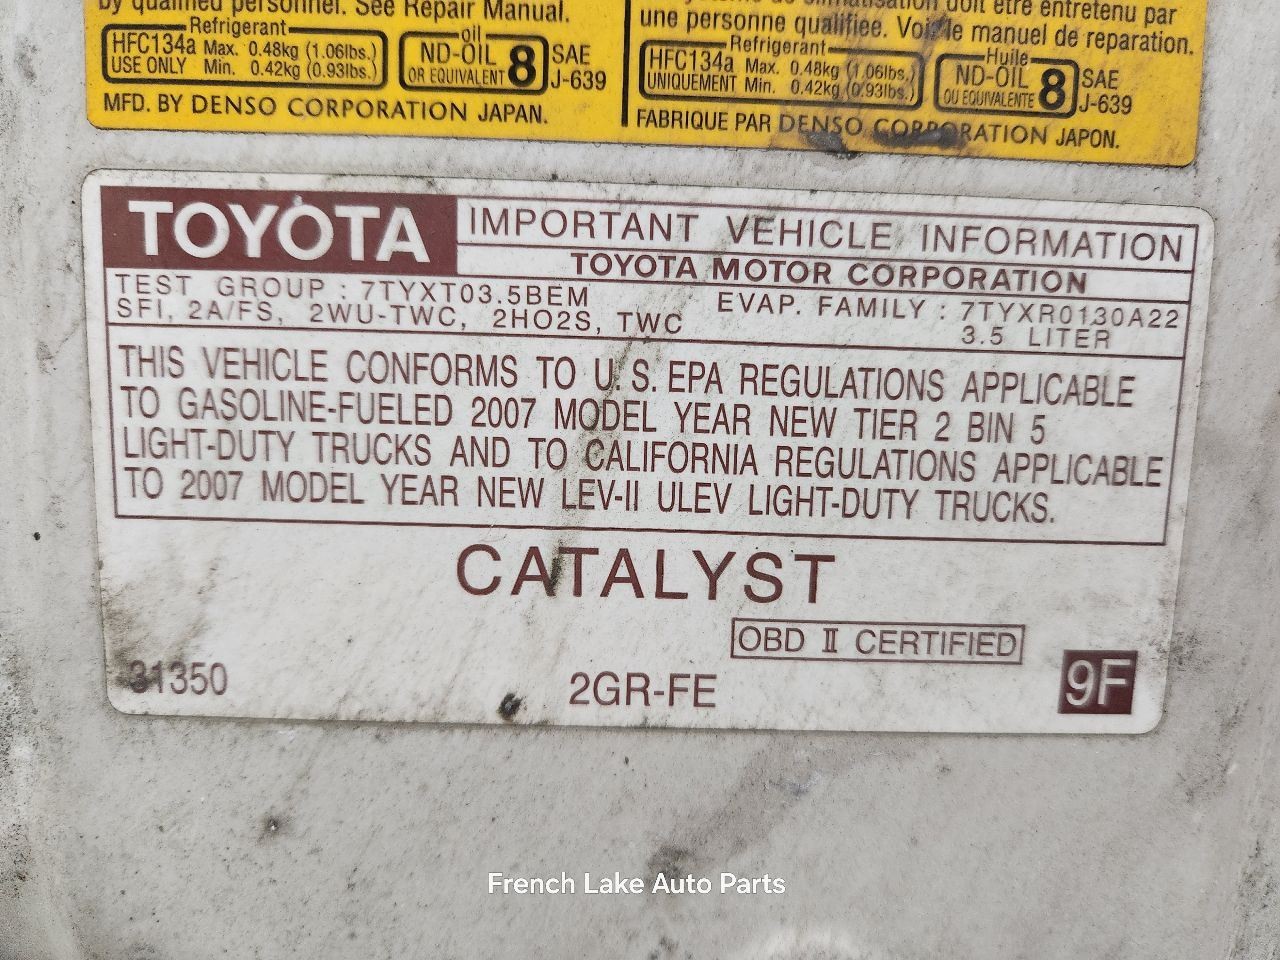 by qualified personnel. See Repair Manual.
Refrigerant
HFC134a Max. 0.48kg (1.06lbs.)
USE ONLY Min. 0.42kg (0.93lbs.)
oil
ND-OIL 8
OR EQUIVALENT
SAE
J-639
MFD. BY DENSO CORPORATION JAPAN.
climatisation doit être entretenu par
une personne qualifiée. Voir le manuel de reparation.
Refrigerant
HFC134a Max. 0.48kg (1.06lbs.)
UNIQUEMENT Min. 0.42kg (0.93lbs.)
Huile
ND-OIL 8
OU EQUIVALENTE
SAE
J-639
FABRIQUE PAR DENSO CORPORATION JAPON.
TOYOTA
IMPORTANT VEHICLE INFORMATION
TOYOTA MOTOR CORPORATION
TEST GROUP : 7TYXT03.5BEM
EVAP. FAMILY : 7TYXR0130A22
SFI, 2A/FS, 2WU-TWC, 2HO2S, TWC
3.5 LITER
THIS VEHICLE CONFORMS TO U.S. EPA REGULATIONS APPLICABLE
TO GASOLINE-FUELED 2007 MODEL YEAR NEW TIER 2 BIN 5
LIGHT-DUTY TRUCKS AND TO CALIFORNIA REGULATIONS APPLICABLE
TO 2007 MODEL YEAR NEW LEV-II ULEV LIGHT-DUTY TRUCKS.
CATALYST
OBD II CERTIFIED
31350
2GR-FE
9F
French Lake Auto Parts